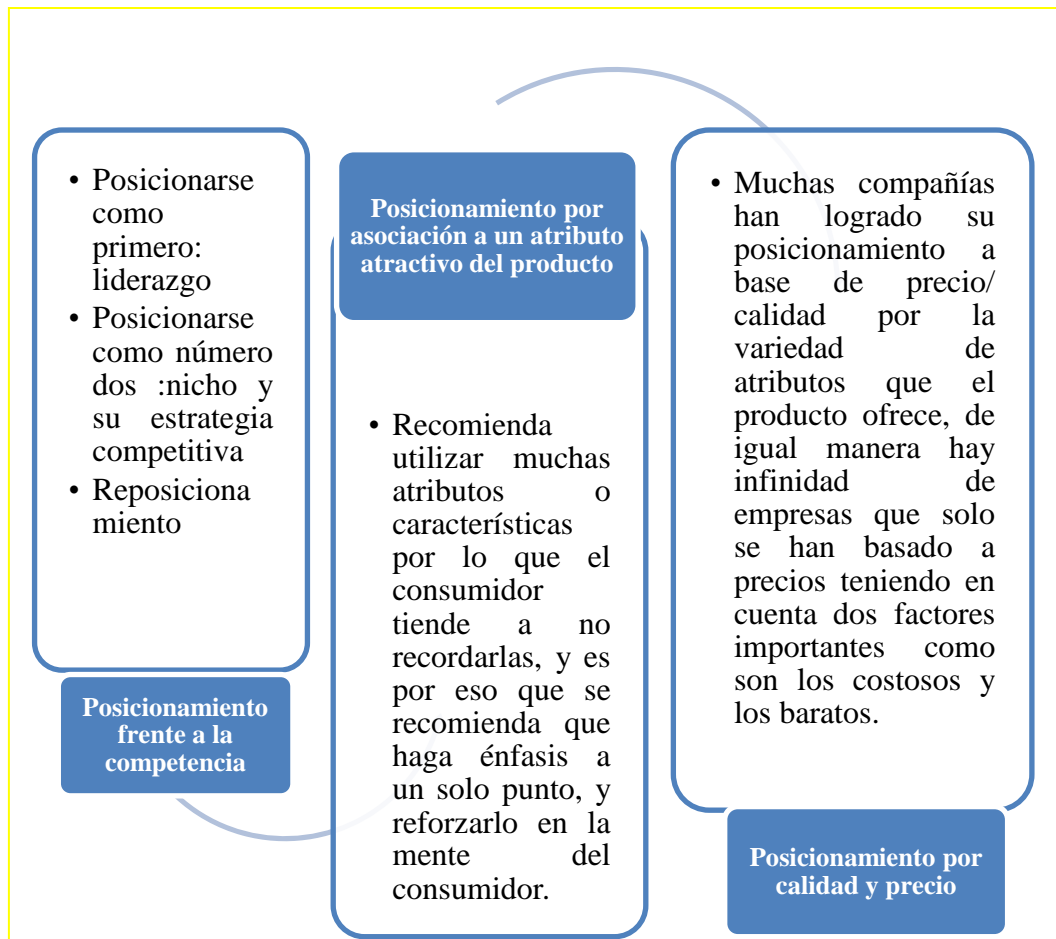 • Posicionarse
como
primero:
liderazgo
• Posicionarse
como número
dos :nicho y
su estrategia
competitiva
• Reposiciona
miento
Posicionamiento
frente a la
competencia
Posicionamiento por
asociación a un atributo
atractivo del producto
• Recomienda
utilizar muchas
atributos o
características
por lo que el
consumidor
tiende a no
recordarlas, y es
por eso que se
recomienda que
haga énfasis a
un solo punto, y
reforzarlo en la
mente del
consumidor.
• Muchas compañías
han logrado su
posicionamiento a
base de precio/
calidad por la
variedad de
atributos que el
producto ofrece, de
igual manera hay
infinidad de
empresas que solo
se han basado a
precios teniendo en
cuenta dos factores
importantes como
son los costosos y
los baratos.
Posicionamiento por
calidad y precio